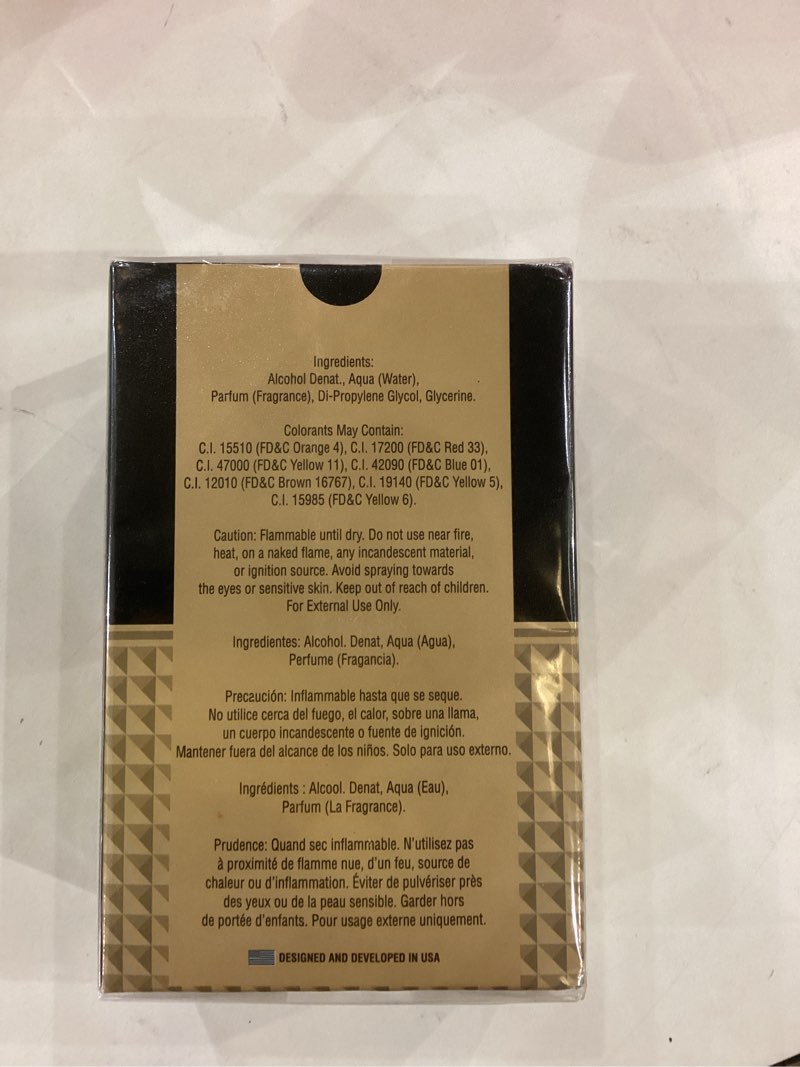 Ingredients:
Alcohol Denat., Aqua (Water),
Parfum (Fragrance), Di-Propylene Glycol, Glycerine.
Colorants May Contain:
C.I. 15510 (FD&C Orange 4), C.I. 17200 (FD&C Red 33),
C.I. 47000 (FD&C Yellow 11), C.I. 42090 (FD&C Blue 01),
C.I. 12010 (FD&C Brown 16767), C.I. 19140 (FD&C Yellow 5),
C.I. 15985 (FD&C Yellow 6).
Caution: Flammable until dry. Do not use near fire,
heat, on a naked flame, any incandescent material,
or ignition source. Avoid spraying towards
the eyes or sensitive skin. Keep out of reach of children.
For External Use Only.
Ingredientes: Alcohol. Denat, Aqua (Agua),
Perfume (Fragancia).
Precaución: Inflammable hasta que se seque.
No utilice cerca del fuego, el calor, sobre una llama,
un cuerpo incandescente o fuente de ignición.
Mantener fuera del alcance de los niños. Solo para uso externo.
Ingrédients : Alcool. Denat, Aqua (Eau),
Parfum (La Fragrance).
Prudence: Quand sec inflammable. N'utilisez pas
à proximité de flamme nue, d'un feu, source de
chaleur ou d'inflammation. Éviter de pulvériser près
des yeux ou de la peau sensible. Garder hors
de portée d'enfants. Pour usage externe uniquement.
DESIGNED AND DEVELOPED IN USA